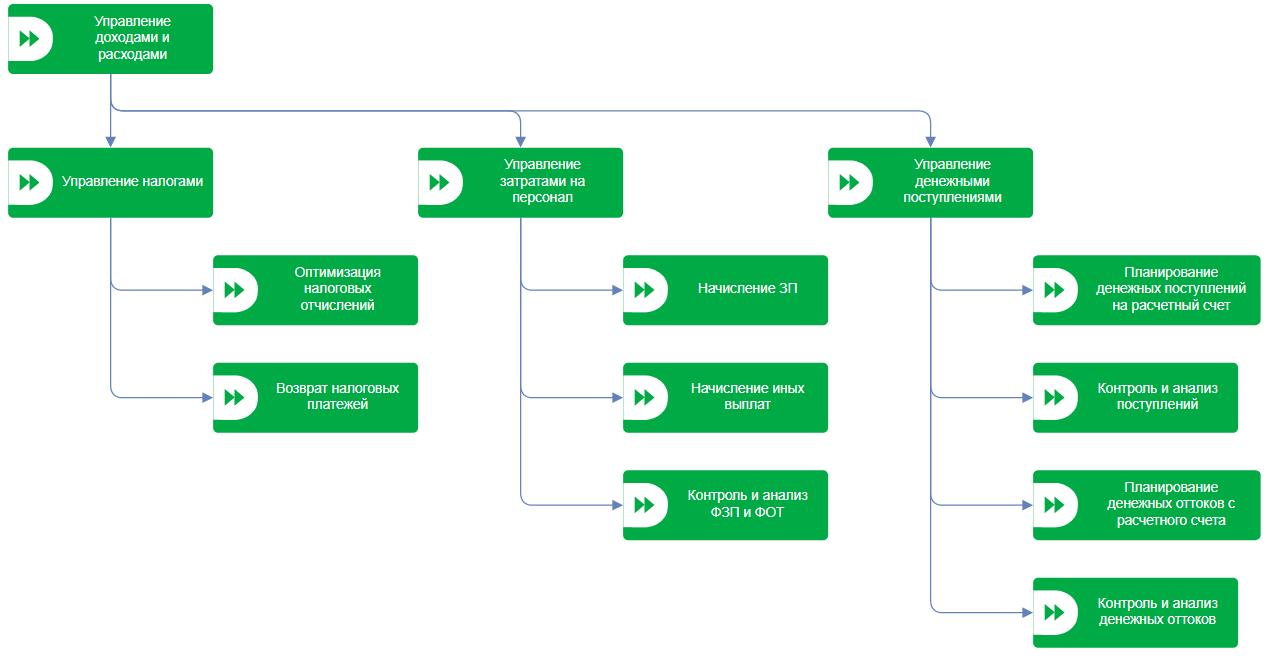 Управление
доходами и
расходами
Управление налогами
Управление
затратами на
персонал
Управление
денежными
поступлениями
Оптимизация
налоговых
отчислений
Начисление ЗП
Планирование
денежных поступлений
на расчетный счет
Возврат налоговых
платежей
Начисление иных
выплат
Контроль и анализ
поступлений
Контроль и анализ
ФЗП и ФОТ
Планирование
денежных оттоков с
расчетного счета
Контроль и анализ
денежных оттоков